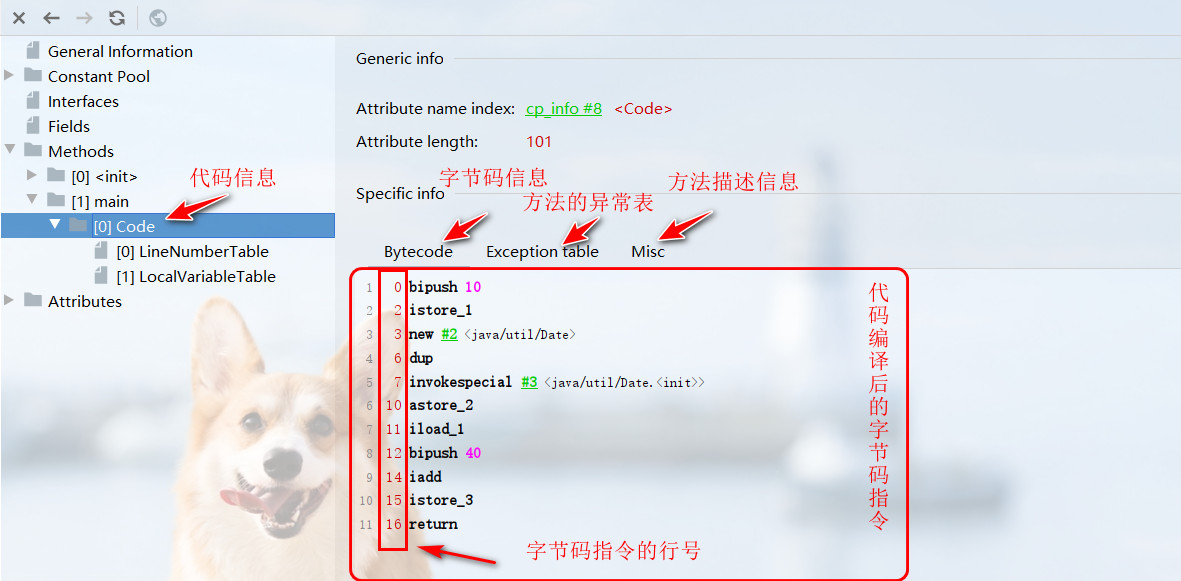 General Information
Constant Pool
Interfaces
Fields
Methods
[0] <init>
[1] main
[0] Code
[0] LineNumberTable
[1] LocalVariableTable
Attributes
代码信息
Generic info
Attribute name index: cp_info #8 <Code>
Attribute length: 101
Specific info
字节码信息
方法的异常表
方法描述信息
Bytecode Exception table Misc
1 0 bipush 10
2 2 istore_1
3 3 new #2 <java/util/Date>
4 6 dup
5 7 invokespecial #3 <java/util/Date.<init>>
6 10 astore_2
7 11 iload_1
8 12 bipush 40
9 14 iadd
10 15 istore_3
11 16 return
代码编译后的字节码指令
字节码指令的行号